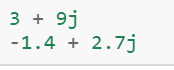 3 + 9j
-1.4 + 2.7j